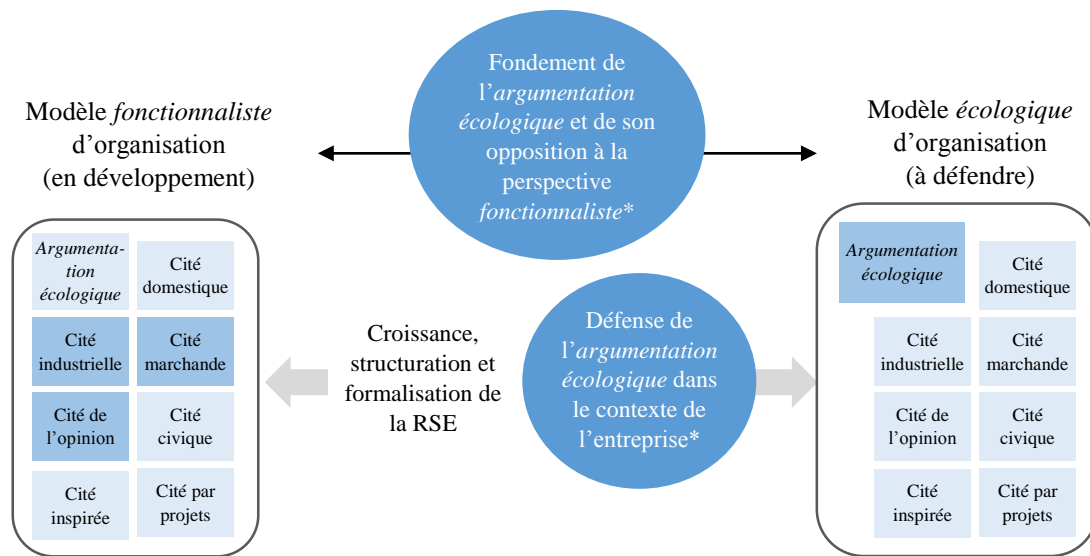 Fondement de
l'argumentation
écologique et de son
opposition à la
perspective
fonctionnaliste*
Modèle fonctionnaliste
d'organisation
(en développement)
Modèle écologique
d'organisation
(à défendre)
Argumenta-
tion
écologique
Cité
domestique
Cité
industrielle
Cité
marchande
Cité de
l'opinion
Cité
civique
Cité
inspirée
Cité par
projets
Croissance,
structuration et
formalisation de
la RSE
Défense de
l'argumentation
écologique dans
le contexte de
l'entreprise*
Argumentation
écologique
Cité
domestique
Cité
industrielle
Cité
marchande
Cité de
l'opinion
Cité
civique
Cité
inspirée
Cité par
projets